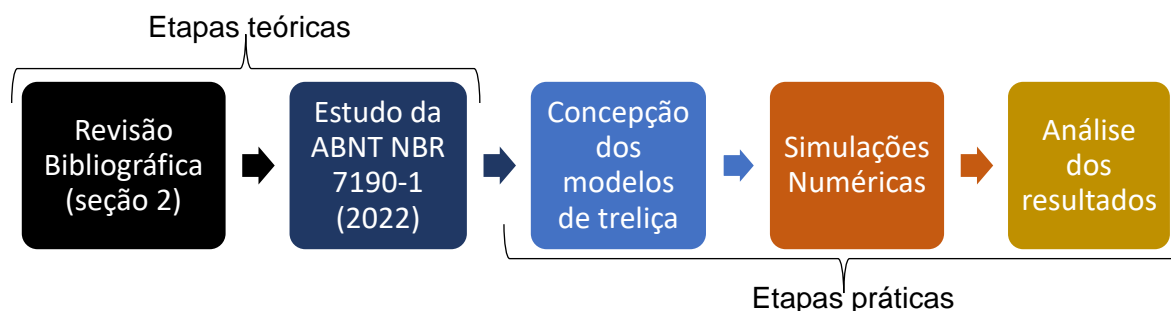 Etapas teóricas
Revisão
Bibliográfica
(seção 2)
Estudo da
ABNT NBR
7190-1
(2022)
Concepção
dos
modelos
de treliça
Simulações
Numéricas
Análise
dos
resultados
Etapas práticas